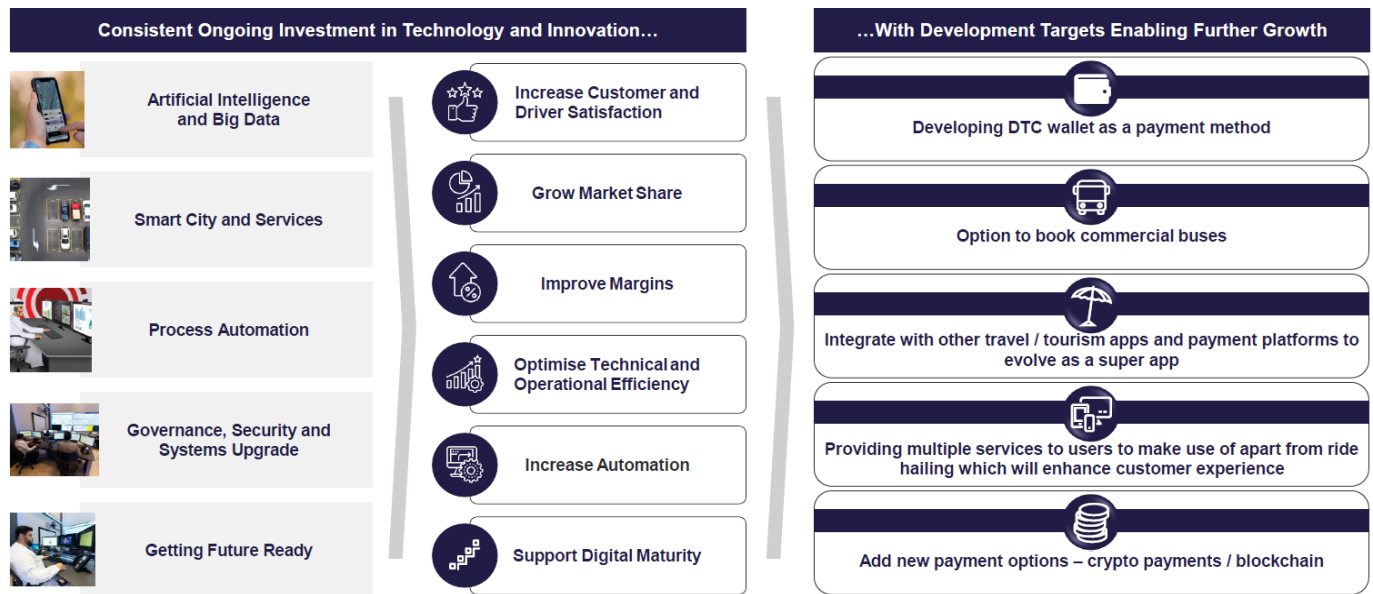 Consistent Ongoing Investment in Technology and Innovation…
Artificial Intelligence
and Big Data
Smart City and Services
Process Automation
Governance, Security and
Systems Upgrade
Getting Future Ready
Increase Customer and
Driver Satisfaction
Grow Market Share
Improve Margins
Optimise Technical and
Operational Efficiency
Increase Automation
Support Digital Maturity
…With Development Targets Enabling Further Growth
Developing DTC wallet as a payment method
Option to book commercial buses
Integrate with other travel / tourism apps and payment platforms to
evolve as a super app
Providing multiple services to users to make use of apart from ride
hailing which will enhance customer experience
Add new payment options – crypto payments / blockchain